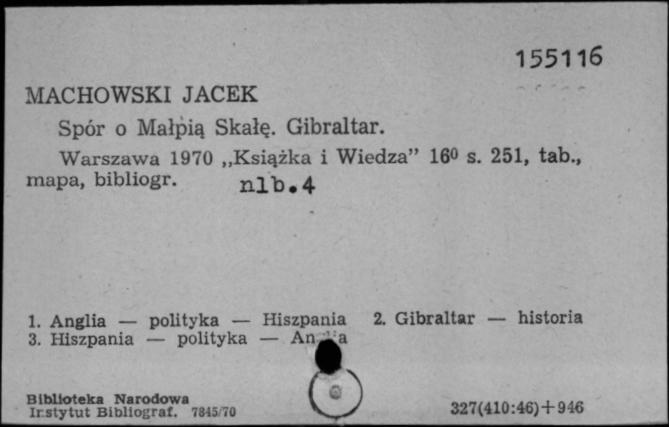 155116
MACHOWSKI JACEK
Spór o Małpią Skałę. Gibraltar.
Warszawa 1970 „Książka i Wiedza” 16⁰ s. 251, tab.,
mapa, bibliogr. nlb.4
1. Anglia — polityka — Hiszpania 2. Gibraltar — historia
3. Hiszpania — polityka —
Biblioteka Narodowa
Instytut Bibliograf. 7845/70
327(410:46)+946